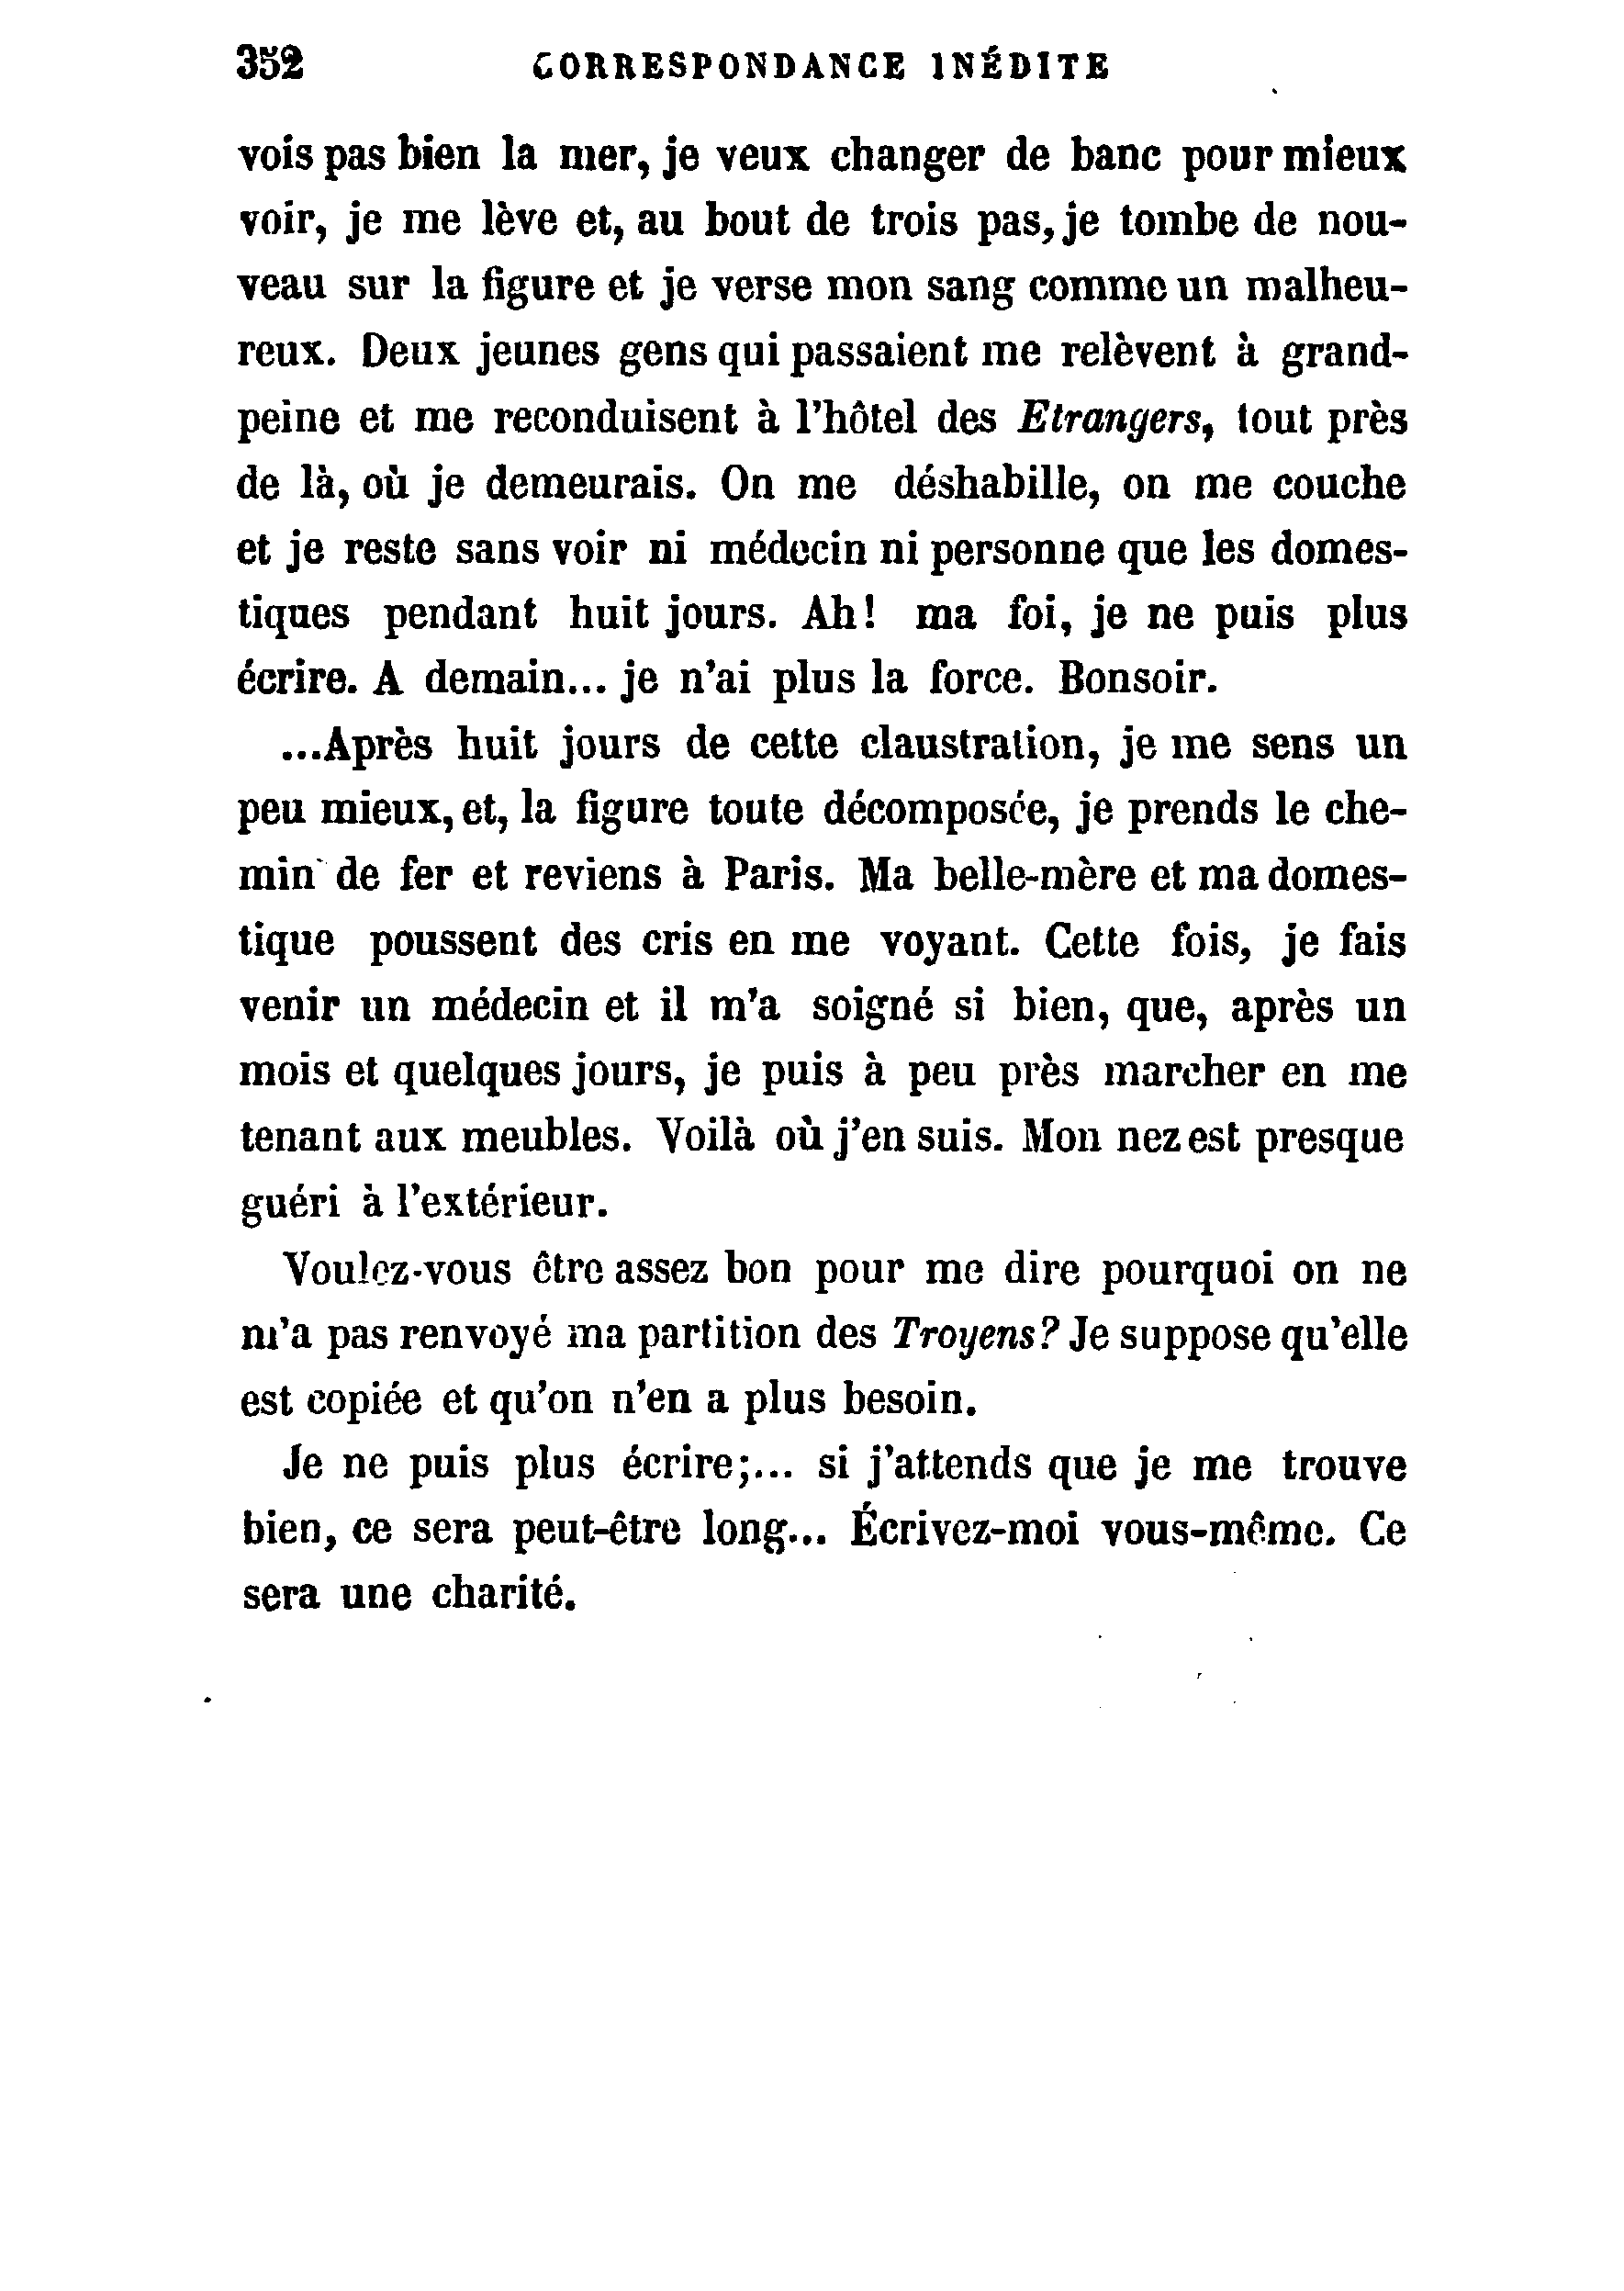 352 CORRESPONDANCE INÉDITE
vois pas bien la mer, je veux changer de banc pour mieux
voir, je me lève et, au bout de trois pas, je tombe de nou-
veau sur la figure et je verse mon sang comme un malheu-
reux. Deux jeunes gens qui passaient me relèvent à grand-
peine et me reconduisent à l'hôtel des Etrangers, tout près
de là, où je demeurais. On me déshabille, on me couche
et je reste sans voir ni médecin ni personne que les domes-
tiques pendant huit jours. Ah! ma foi, je ne puis plus
écrire. A demain... je n'ai plus la force. Bonsoir.
...Après huit jours de cette claustration, je me sens un
peu mieux, et, la figure toute décomposée, je prends le che-
min de fer et reviens à Paris. Ma belle-mère et ma domes-
tique poussent des cris en me voyant. Cette fois, je fais
venir un médecin et il m'a soigné si bien, que, après un
mois et quelques jours, je puis à peu près marcher en me
tenant aux meubles. Voilà où j'en suis. Mon nez est presque
guéri à l'extérieur.
Voulez-vous être assez bon pour me dire pourquoi on ne
m'a pas renvoyé ma partition des Troyens? Je suppose qu'elle
est copiée et qu'on n'en a plus besoin.
Je ne puis plus écrire;... si j'attends que je me trouve
bien, ce sera peut-être long... Écrivez-moi vous-même. Ce
sera une charité.